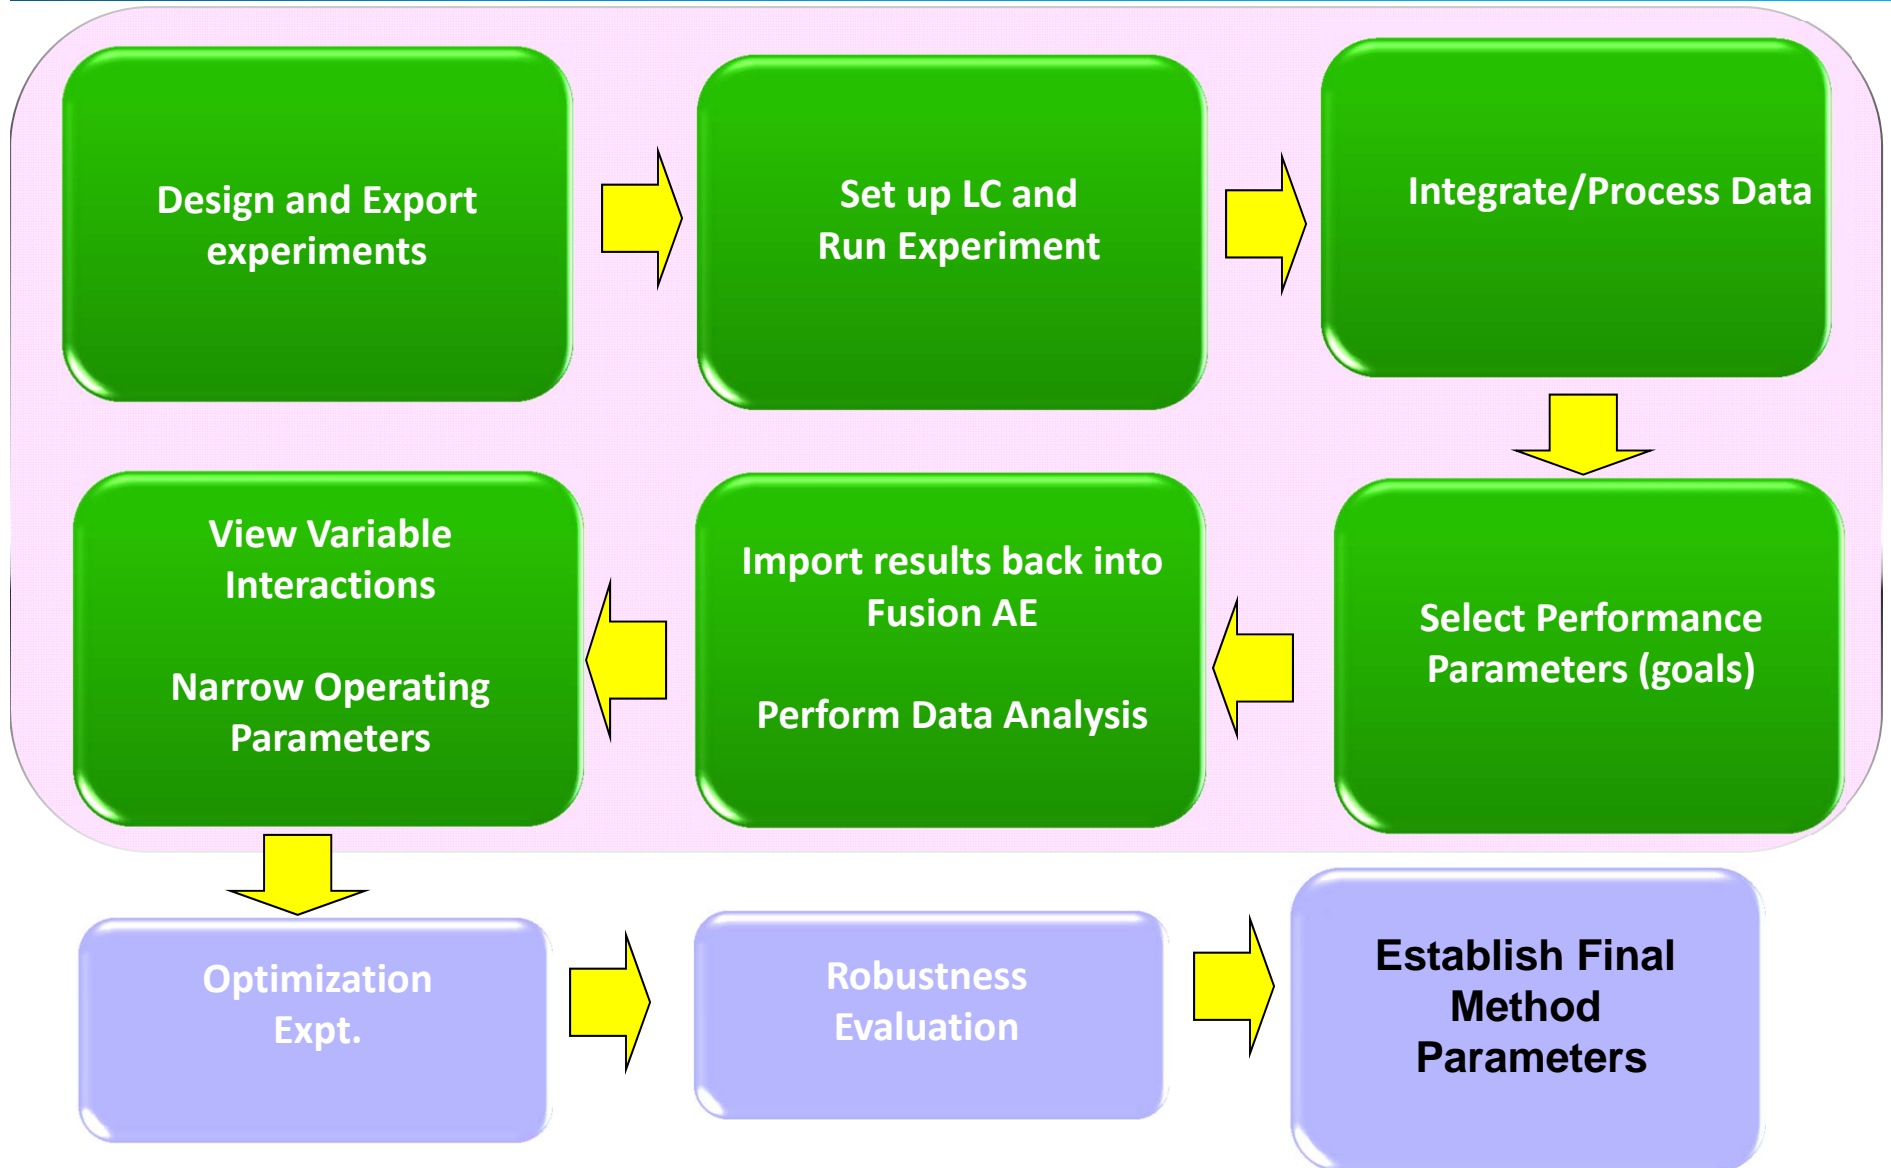 Design and Export
experiments
Set up LC and
Run Experiment
Integrate/Process Data
View Variable
Interactions
Narrow Operating
Parameters
Import results back into
Fusion AE
Perform Data Analysis
Select Performance
Parameters (goals)
Optimization
Expt.
Robustness
Evaluation
Establish Final
Method
Parameters